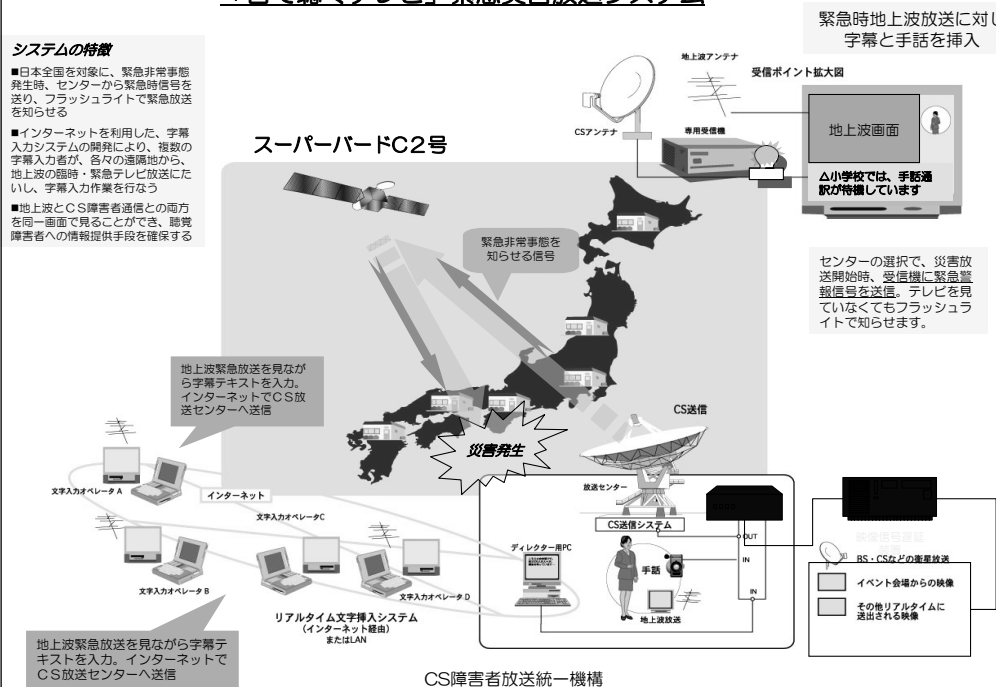 「目で聴くテレビ」緊急災害放送システム
緊急時地上波放送に対し
字幕と手話を挿入
システムの特徴
■日本全国を対象に、緊急非常事態
発生時、センターから緊急時信号を
送り、フラッシュライトで緊急放送
を知らせる
■インターネットを利用した、字幕
入力システムの開発により、複数の
字幕入力者が、各々の遠隔地から、
地上波の臨時・緊急テレビ放送にた
いし、字幕入力作業を行なう
■地上波とCS障害者通信との両方
を同一画面で見ることができ、聴覚
障害者への情報提供手段を確保する
地上波アンテナ
受信ポイント拡大図
CSアンテナ
専用受信機
地上波画面
△小学校では、手話通
訳が待機しています
スーパーバードC2号
緊急非常事態を
知らせる信号
センターの選択で、災害放
送開始時、受信機に緊急警
報信号を送信。テレビを見
ていなくてもフラッシュラ
イトで知らせます。
地上波緊急放送を見なが
ら字幕テキストを入力。
インターネットでCS放
送センターへ送信
災害発生
CS送信
放送センター
CS送信システム
文字入力オペレータ A
インターネット
文字入力オペレータC
文字入力オペレータ B
文字入力オペレータ D
リアルタイム文字挿入システム
(インターネット経由)
またはLAN
ディレクター用PC
手話
地上波放送
OUT
IN
IN
BS・CSなどの衛星放送
イベント会場からの映像
その他リアルタイムに
送出される映像
地上波緊急放送を見ながら字幕テ
キストを入力。インターネットで
CS放送センターへ送信
CS障害者放送統一機構